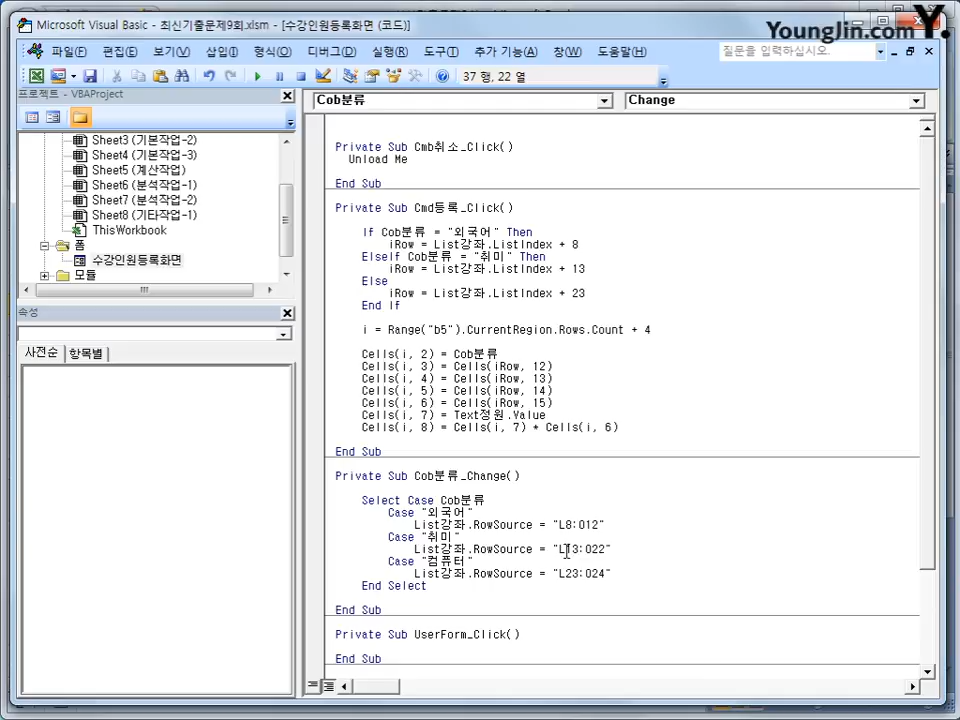 Microsoft Visual Basic - 최신기출문제9회.xlsm - [수강인원등록화면 (코드)]
Younglin.com Y.
파일(F) 편집(E) 보기(V) 삽입(I) 형식(O) 디버그(D) 실행(R) 도구(T) 추가 기능(A) 창(W) 도움말(H) 질문을 입력하십시오.
37 행, 22 열
프로젝트 - VBAProject
Cob분류 Change
Sheet3 (기본작업-2)
Sheet4 (기본작업-3)
Sheet5 (계산작업)
Sheet6 (분석작업-1)
Sheet7 (분석작업-2)
Sheet8 (기타작업-1)
ThisWorkbook
폼
수강인원등록화면
모듈
속성
사전순 항목별
Private Sub Cmb취소_Click()
Unload Me
End Sub
Private Sub Cmd등록_Click()
If Cob분류 = "외국어" Then
iRow = List강좌.ListIndex + 8
ElseIf Cob분류 = "취미" Then
iRow = List강좌.ListIndex + 13
Else
iRow = List강좌.ListIndex + 23
End If
i = Range("b5").CurrentRegion.Rows.Count + 4
Cells(i, 2) = Cob분류
Cells(i, 3) = Cells(iRow, 12)
Cells(i, 4) = Cells(iRow, 13)
Cells(i, 5) = Cells(iRow, 14)
Cells(i, 6) = Cells(iRow, 15)
Cells(i, 7) = Text정원.Value
Cells(i, 8) = Cells(i, 7) * Cells(i, 6)
End Sub
Private Sub Cob분류_Change()
Select Case Cob분류
Case "외국어"
List강좌.RowSource = "L8:O12"
Case "취미"
List강좌.RowSource = "L13:O22"
Case "컴퓨터"
List강좌.RowSource = "L23:O24"
End Select
End Sub
Private Sub UserForm_Click()
End Sub